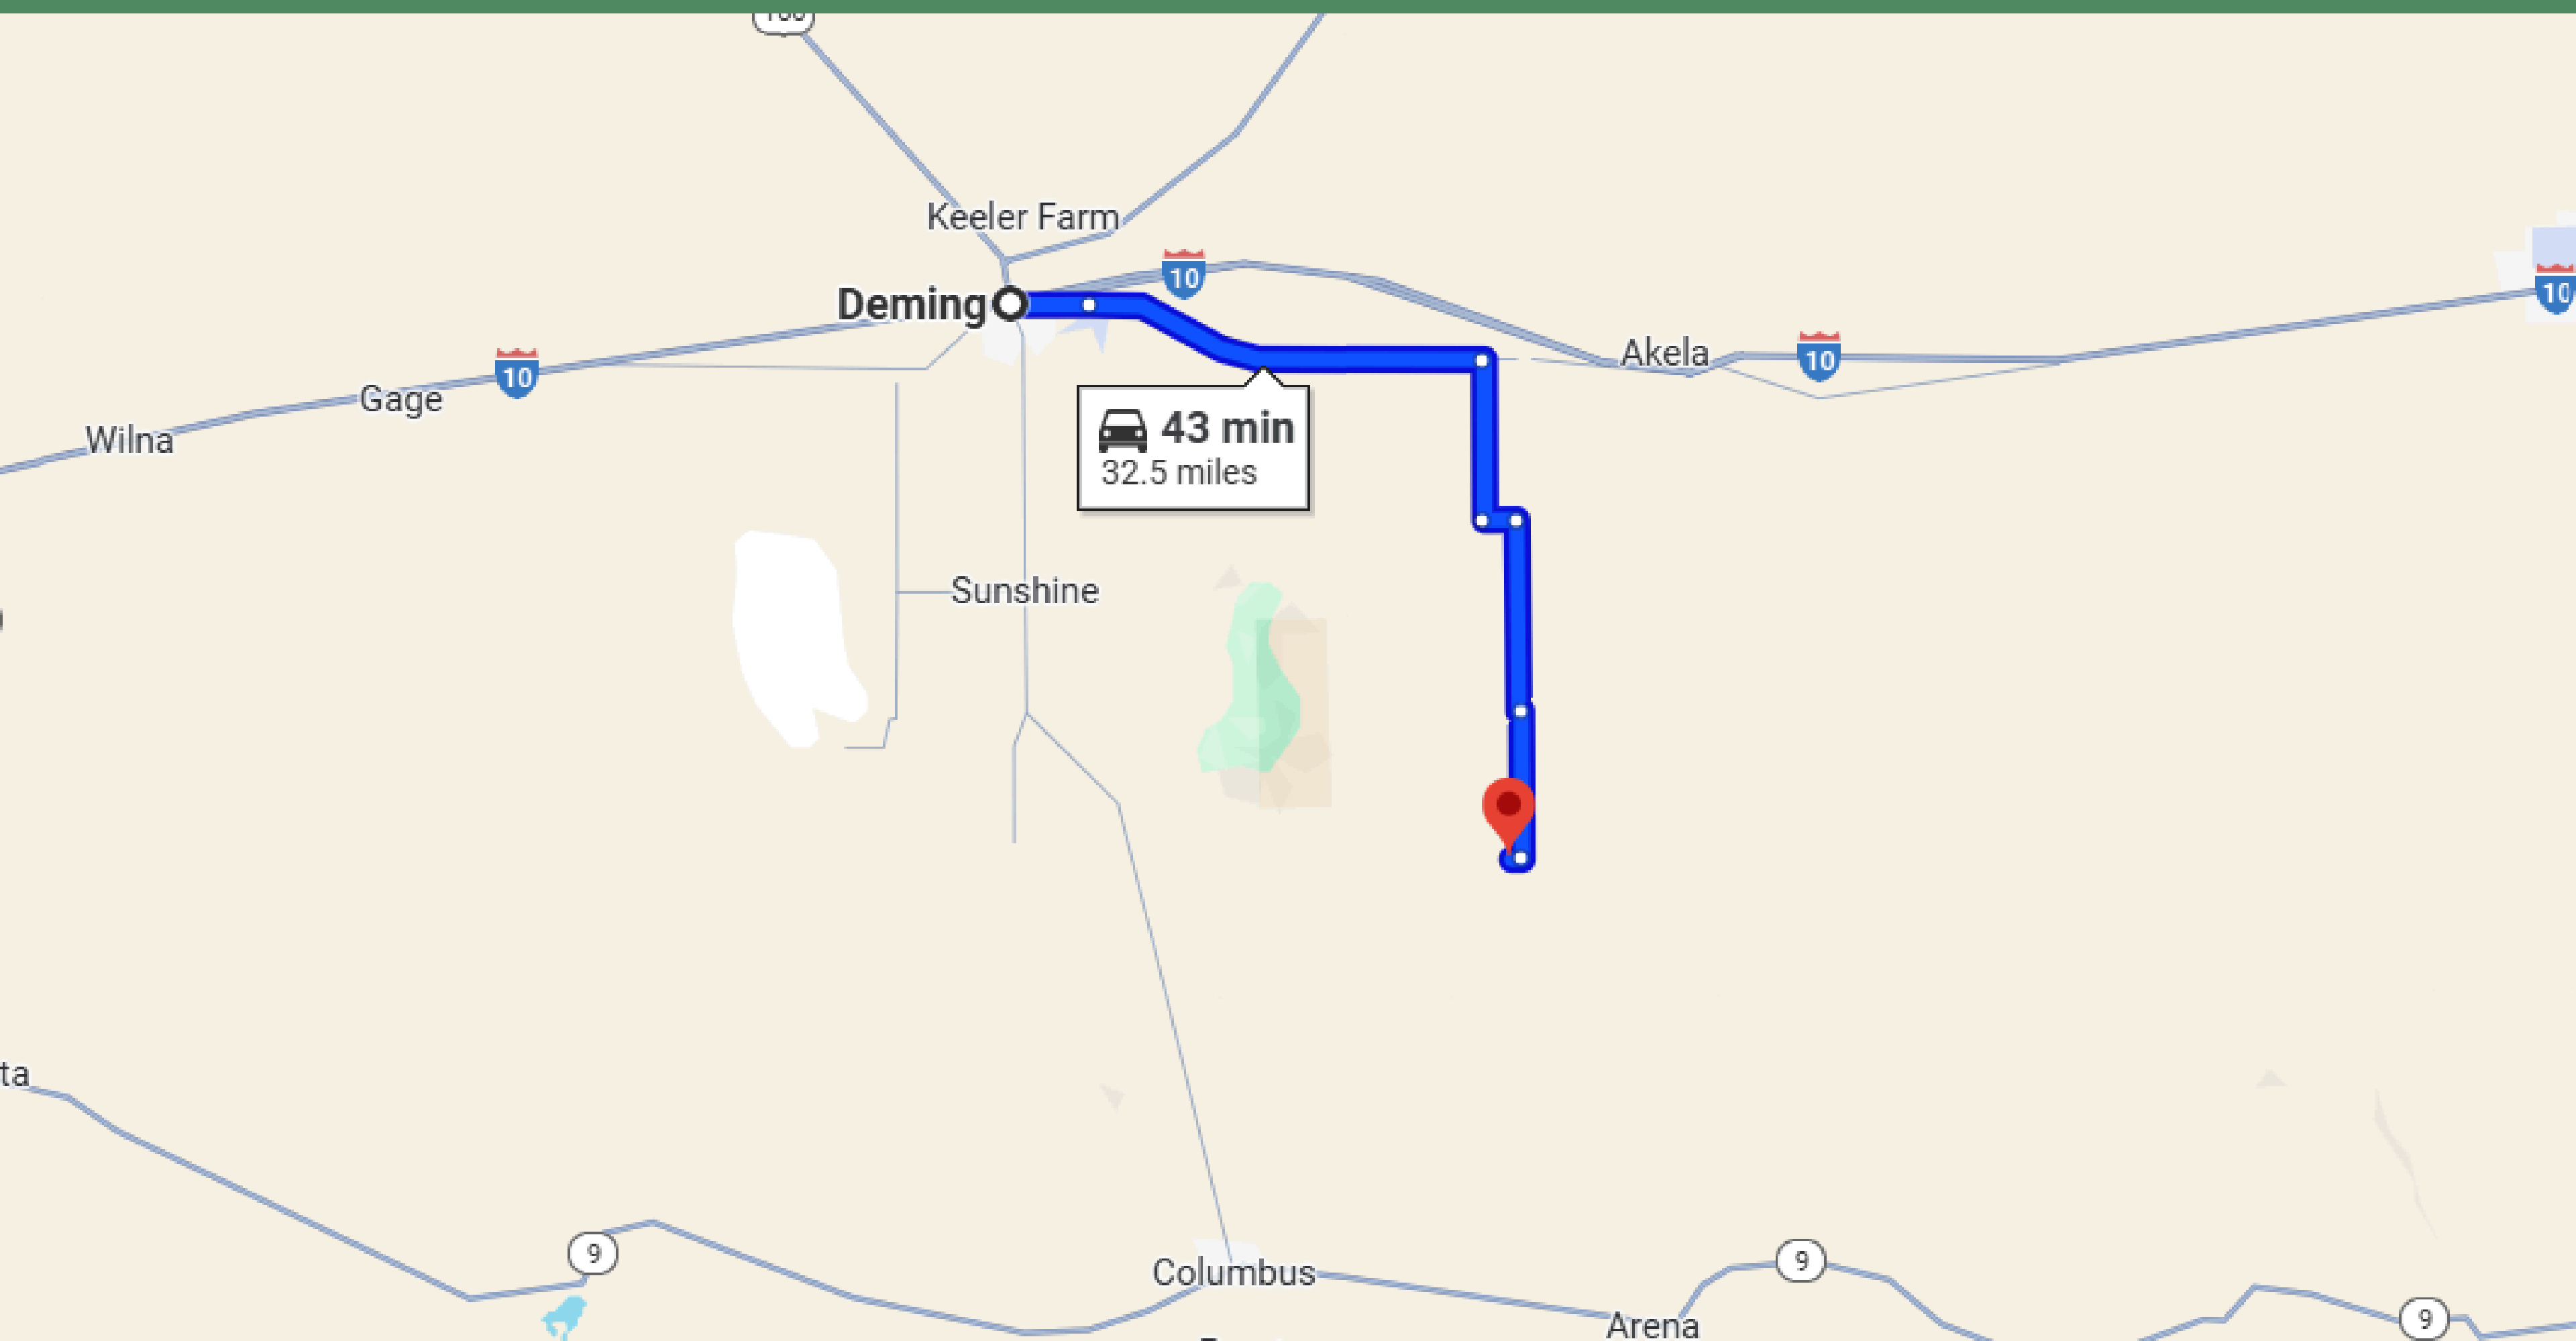 Keeler Farm
10
Deming
10
Akela
10
10
Gage
Wilna
43 min
32.5 miles
Sunshine
ta
9
Columbus
9
Arena
9